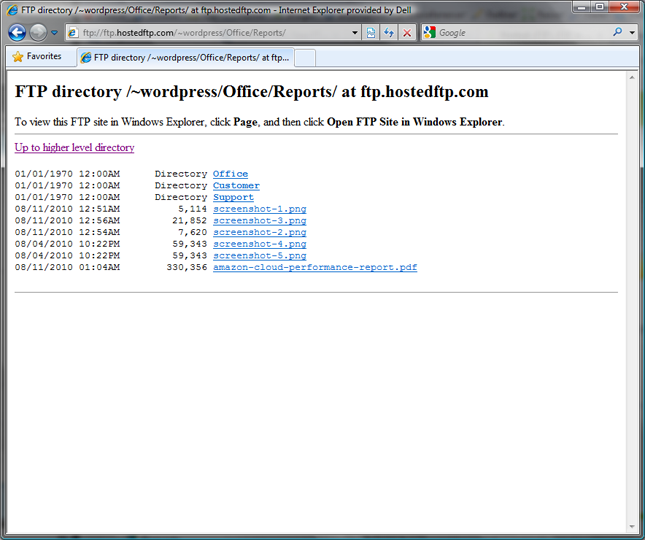 FTP directory /~wordpress/Office/Reports/ at ftp.hostedftp.com - Internet Explorer provided by Dell
ftp://ftp.hostedftp.com/~wordpress/Office/Reports/
Google
Favorites
FTP directory /~wordpress/Office/Reports/ at ftp...
FTP directory /~wordpress/Office/Reports/ at ftp.hostedftp.com
To view this FTP site in Windows Explorer, click Page, and then click Open FTP Site in Windows Explorer.
Up to higher level directory
01/01/1970 12:00AM Directory Office
01/01/1970 12:00AM Directory Customer
01/01/1970 12:00AM Directory Support
08/11/2010 12:51AM 5,114 screenshot-1.png
08/11/2010 12:56AM 21,852 screenshot-3.png
08/11/2010 12:54AM 7,620 screenshot-2.png
08/04/2010 10:22PM 59,343 screenshot-4.png
08/04/2010 10:22PM 59,343 screenshot-5.png
08/11/2010 01:04AM 330,356 amazon-cloud-performance-report.pdf